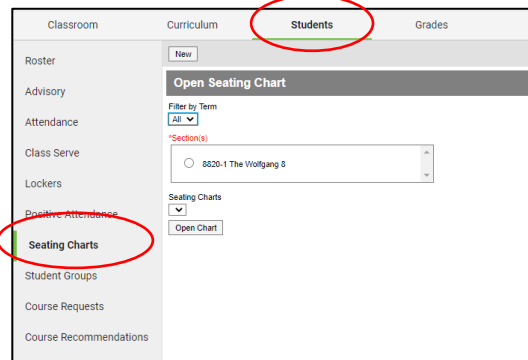 Classroom Curriculum Students Grades
Roster
Advisory
Attendance
Class Serve
Lockers
Positive Attendance
Seating Charts
Student Groups
Course Requests
Course Recommendations
New
Open Seating Chart
Filter by Term
All
*Section(s)
8820-1 The Wolfgang 8
Seating Charts
Open Chart